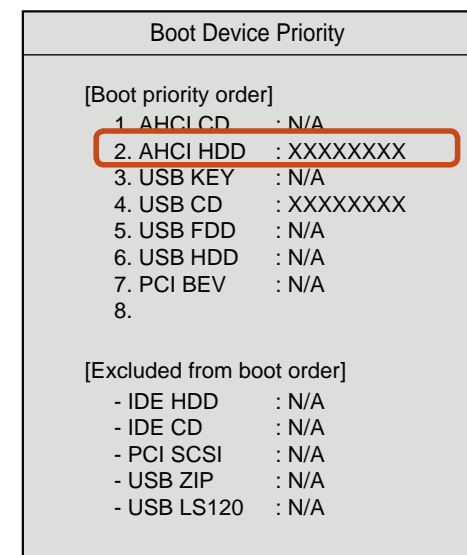 Boot Device Priority
[Boot priority order]
1. AHCI CD : N/A
2. AHCI HDD : XXXXXXXX
3. USB KEY : N/A
4. USB CD : XXXXXXXX
5. USB FDD : N/A
6. USB HDD : N/A
7. PCI BEV : N/A
8.
[Excluded from boot order]
- IDE HDD : N/A
- IDE CD : N/A
- PCI SCSI : N/A
- USB ZIP : N/A
- USB LS120 : N/A